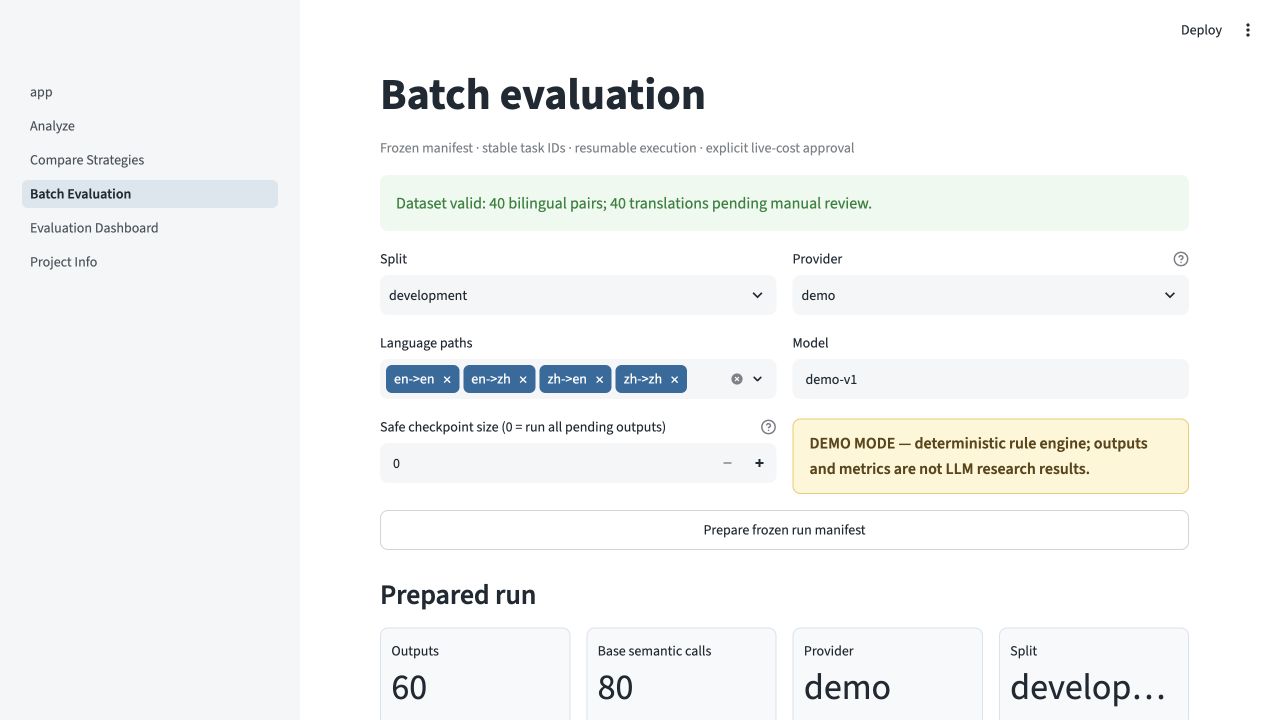 Deploy
app
Analyze
Compare Strategies
Batch Evaluation
Evaluation Dashboard
Project Info
Batch evaluation
Frozen manifest · stable task IDs · resumable execution · explicit live-cost approval
Dataset valid: 40 bilingual pairs; 40 translations pending manual review.
Split
development
Provider
demo
Language paths
en->en
en->zh
zh->en
zh->zh
Model
demo-v1
Safe checkpoint size (0 = run all pending outputs)
0
DEMO MODE — deterministic rule engine; outputs
and metrics are not LLM research results.
Prepare frozen run manifest
Prepared run
Outputs
60
Base semantic calls
80
Provider
demo
Split
develop…